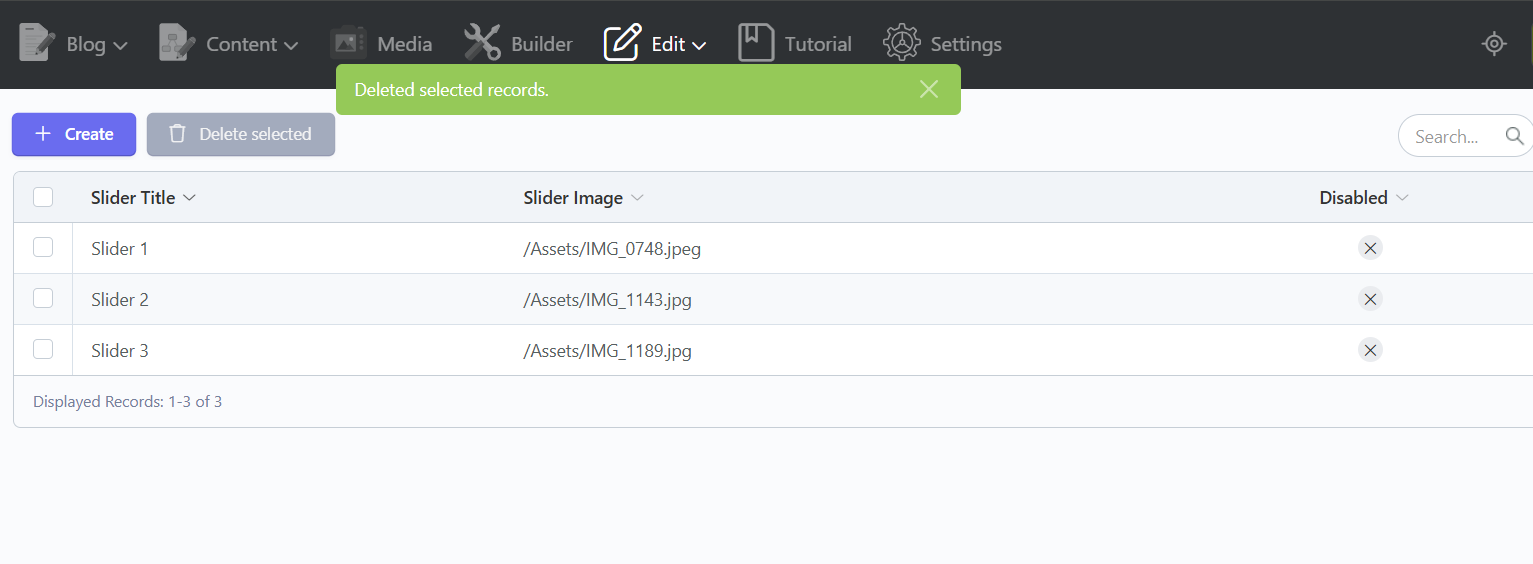 Blog Content Media Builder Edit Tutorial Settings
Deleted selected records.
Create Delete selected Search...
Slider Title Slider Image Disabled
Slider 1 /Assets/IMG_0748.jpeg
Slider 2 /Assets/IMG_1143.jpg
Slider 3 /Assets/IMG_1189.jpg
Displayed Records: 1-3 of 3